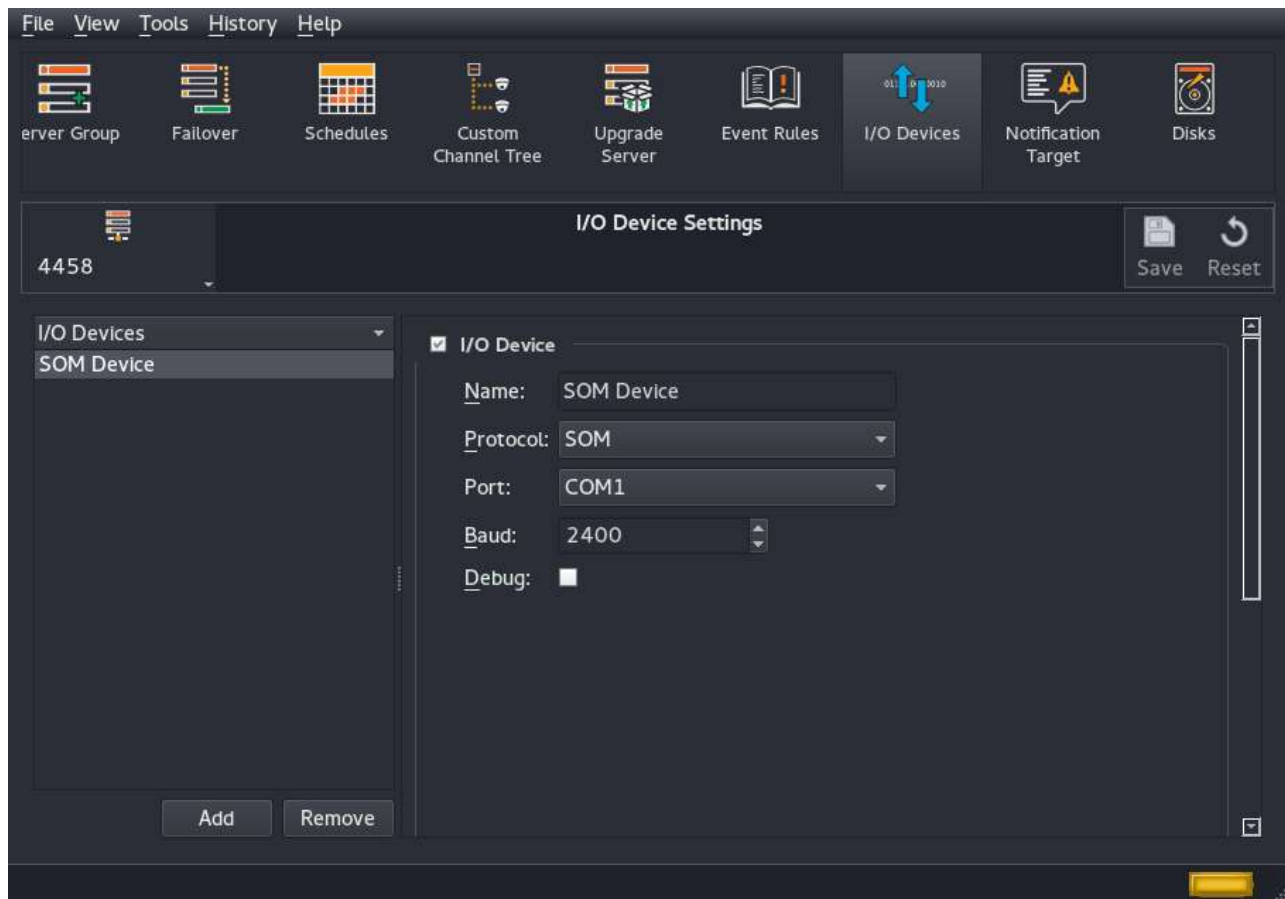 File View Tools History Help
erver Group
Failover
Schedules
Custom
Channel Tree
Upgrade
Server
Event Rules
I/O Devices
Notification
Target
Disks
4458
I/O Device Settings
Save Reset
I/O Devices
SOM Device
I/O Device
Name: SOM Device
Protocol: SOM
Port: COM1
Baud: 2400
Debug:
Add Remove